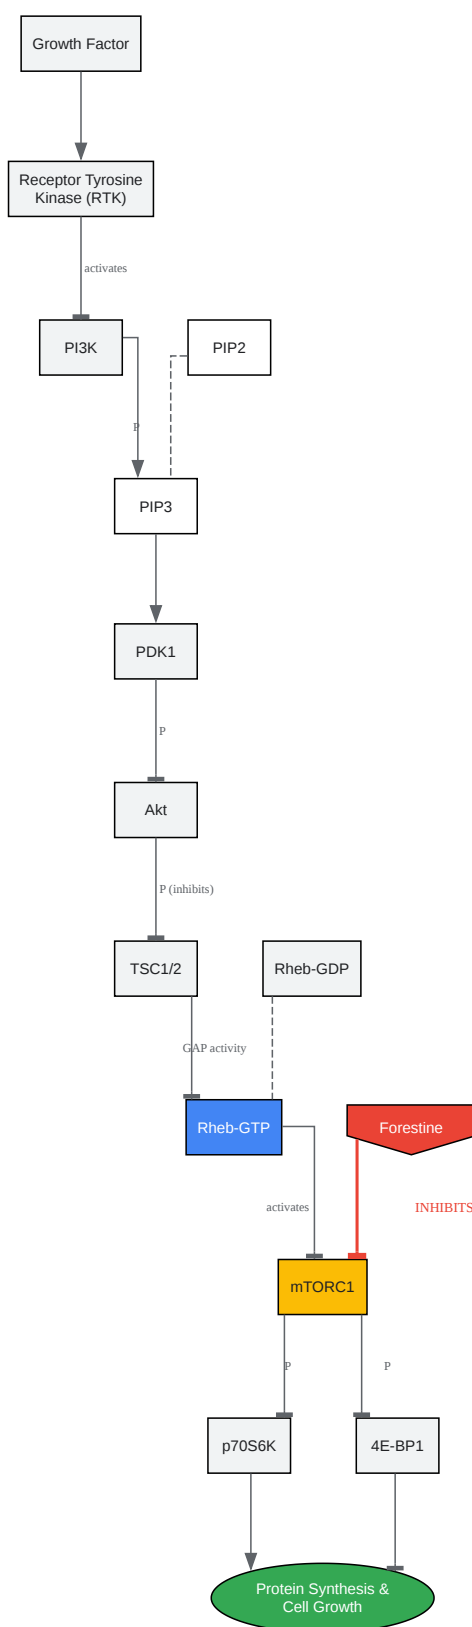 Growth Factor
Receptor Tyrosine
Kinase (RTK)
activates
PI3K
PIP2
P
PIP3
PDK1
P
Akt
P (inhibits)
TSC1/2
Rheb-GDP
GAP activity
Rheb-GTP
Forestine
activates
INHIBITS
mTORC1
P
P
p70S6K
4E-BP1
Protein Synthesis &
Cell Growth